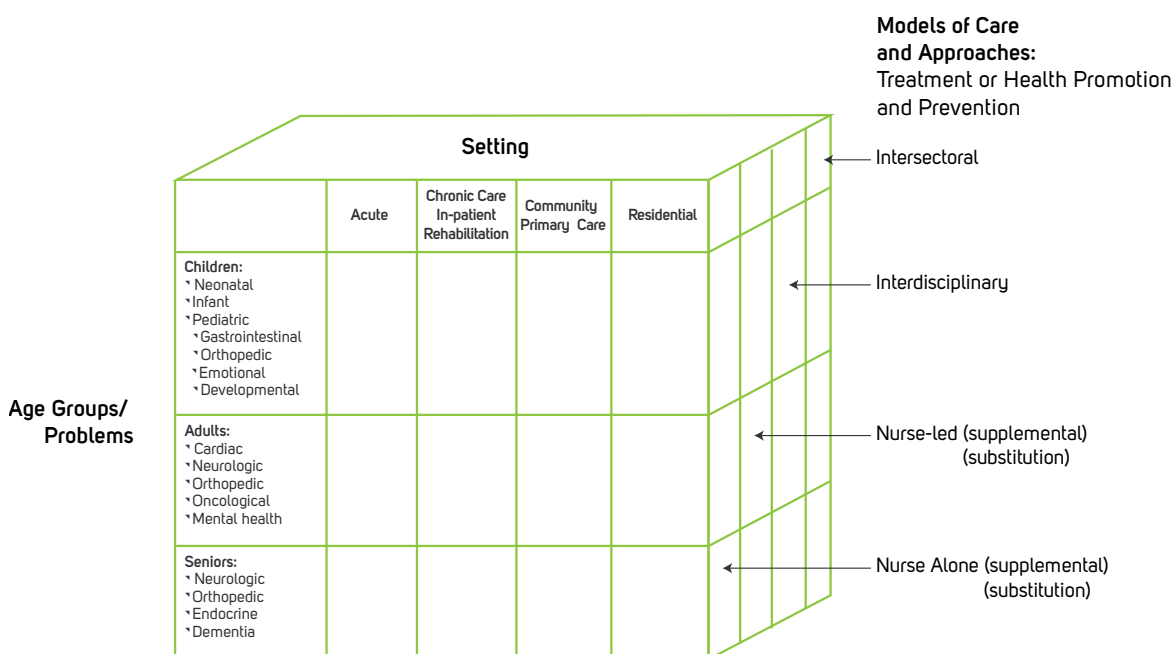 Models of Care
and Approaches:
Treatment or Health Promotion
and Prevention
Setting
Intersectoral
Acute
Chronic Care
In-patient
Rehabilitation
Community
Primary Care
Residential
Children:
Neonatal
Infant
Pediatric
Gastrointestinal
Orthopedic
Emotional
Developmental
Interdisciplinary
Age Groups/
Problems
Adults:
Cardiac
Neurologic
Orthopedic
Oncological
Mental health
Nurse-led (supplemental)
(substitution)
Seniors:
Neurologic
Orthopedic
Endocrine
Dementia
Nurse Alone (supplemental)
(substitution)